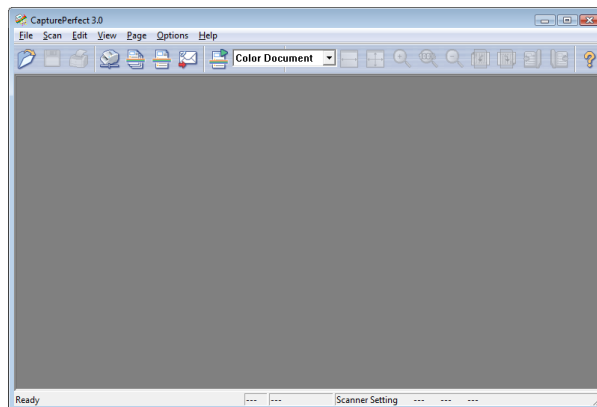 CapturePerfect 3.0
File Scan Edit View Page Options Help
Color Document
Ready --- --- Scanner Setting --- --- ---